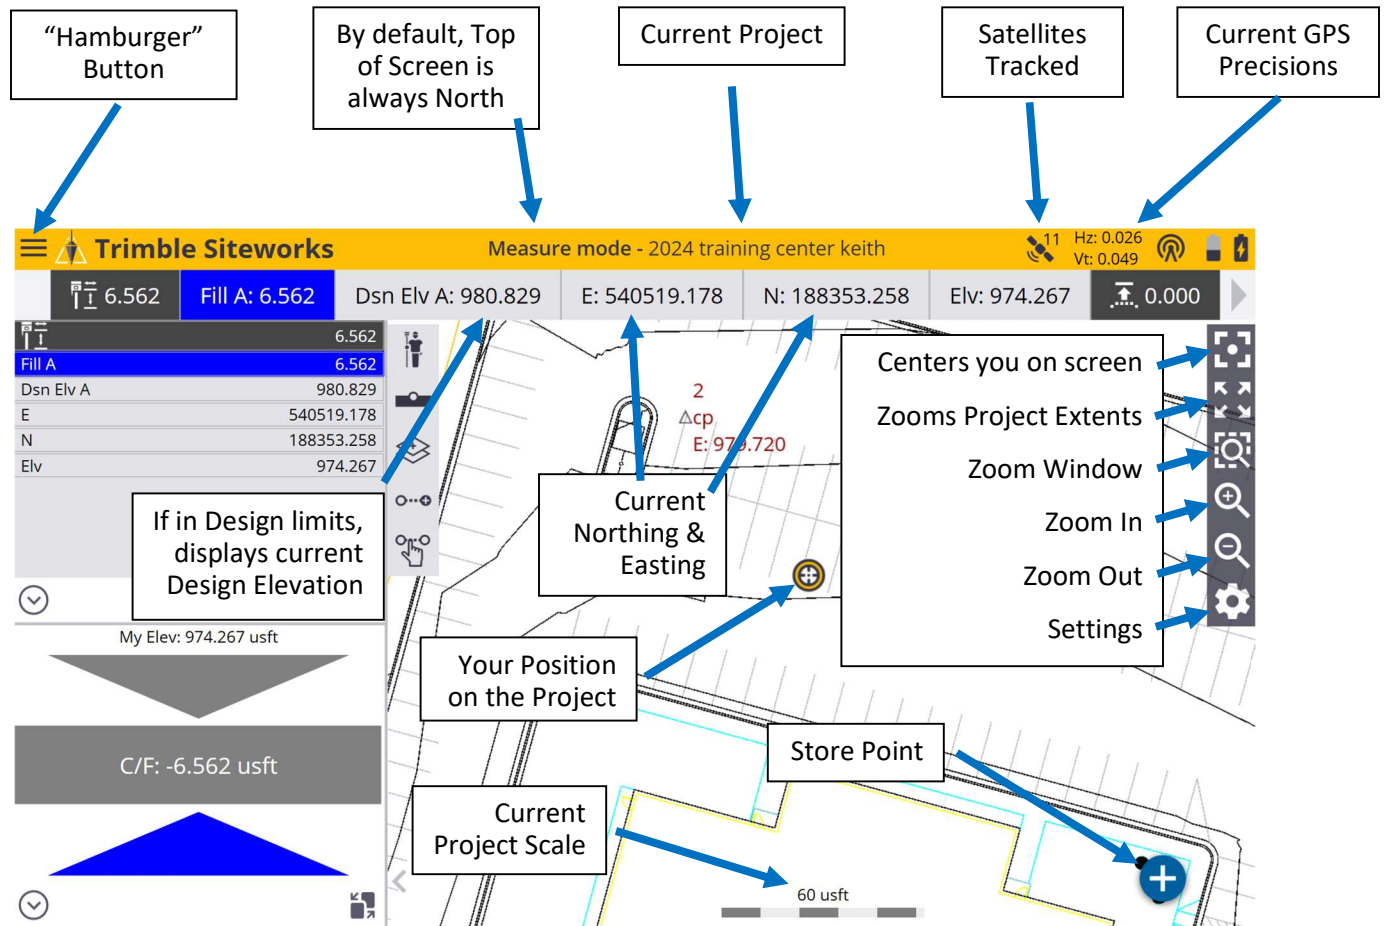 “Hamburger”
Button
By default, Top
of Screen is
always North
Current Project
Satellites
Tracked
Current GPS
Precisions
Trimble Siteworks
Measure mode - 2024 training center keith
11
Hz: 0.026
Vt: 0.049
6.562
Fill A: 6.562
Dsn Elv A: 980.829
E: 540519.178
N: 188353.258
Elv: 974.267
0.000
6.562
Fill A 6.562
Dsn Elv A 980.829
E 540519.178
N 188353.258
Elv 974.267
If in Design limits,
displays current
Design Elevation
2
cp
E: 979.720
Current
Northing &
Easting
Centers you on screen
Zooms Project Extents
Zoom Window
Zoom In
Zoom Out
Settings
My Elev: 974.267 usft
C/F: -6.562 usft
Your Position
on the Project
Store Point
Current
Project Scale
60 usft